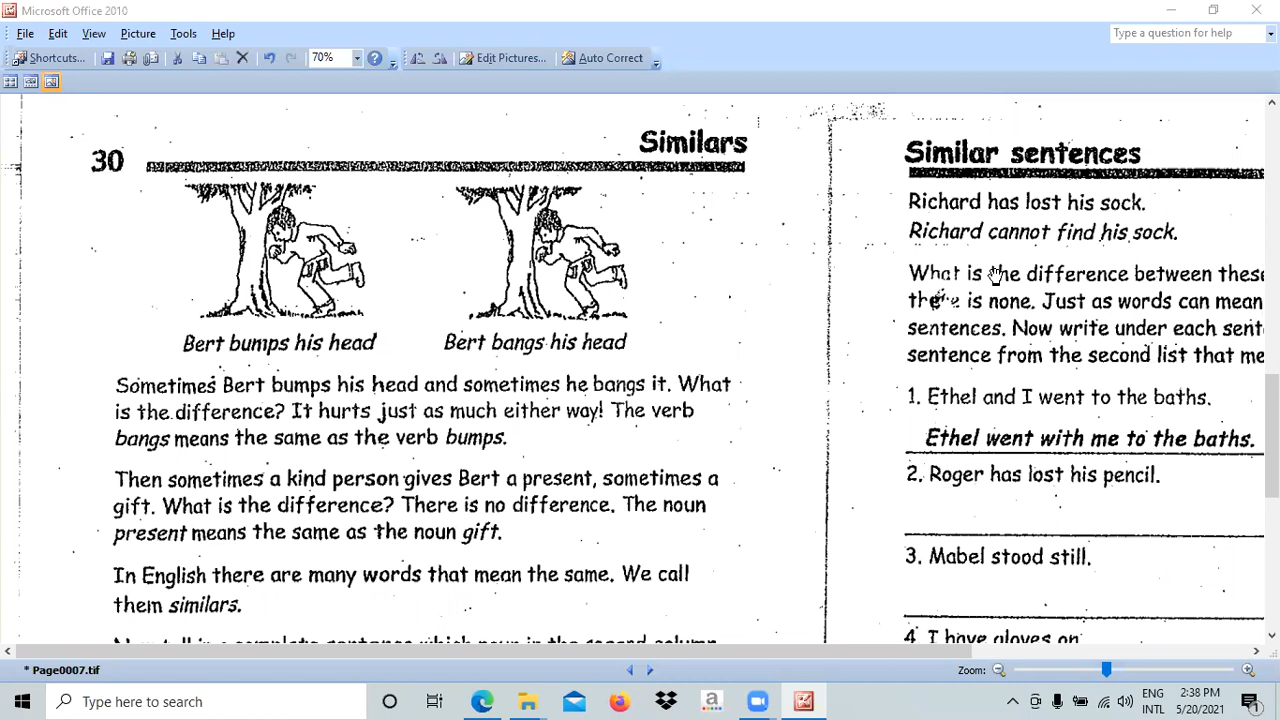 Microsoft Office 2010
File Edit View Picture Tools Help
Type a question for help
Shortcuts...
70%
Edit Pictures...
Auto Correct
30
Similars
Bert bumps his head
Bert bangs his head
Sometimes Bert bumps his head and sometimes he bangs it. What
is the difference? It hurts just as much either way! The verb
bangs means the same as the verb bumps.
Then sometimes a kind person gives Bert a present, sometimes a
gift. What is the difference? There is no difference. The noun
present means the same as the noun gift.
In English there are many words that mean the same. We call
them similars.
Similar sentences
Richard has lost his sock.
Richard cannot find his sock.
What is the difference between these
there is none. Just as words can mean
sentences. Now write under each sent
sentence from the second list that me
1. Ethel and I went to the baths.
Ethel went with me to the baths.
2. Roger has lost his pencil.
3. Mabel stood still.
4. I have gloves on
* Page0007.tif
Zoom:
Type here to search
ENG
INTL
2:38 PM
5/20/2021